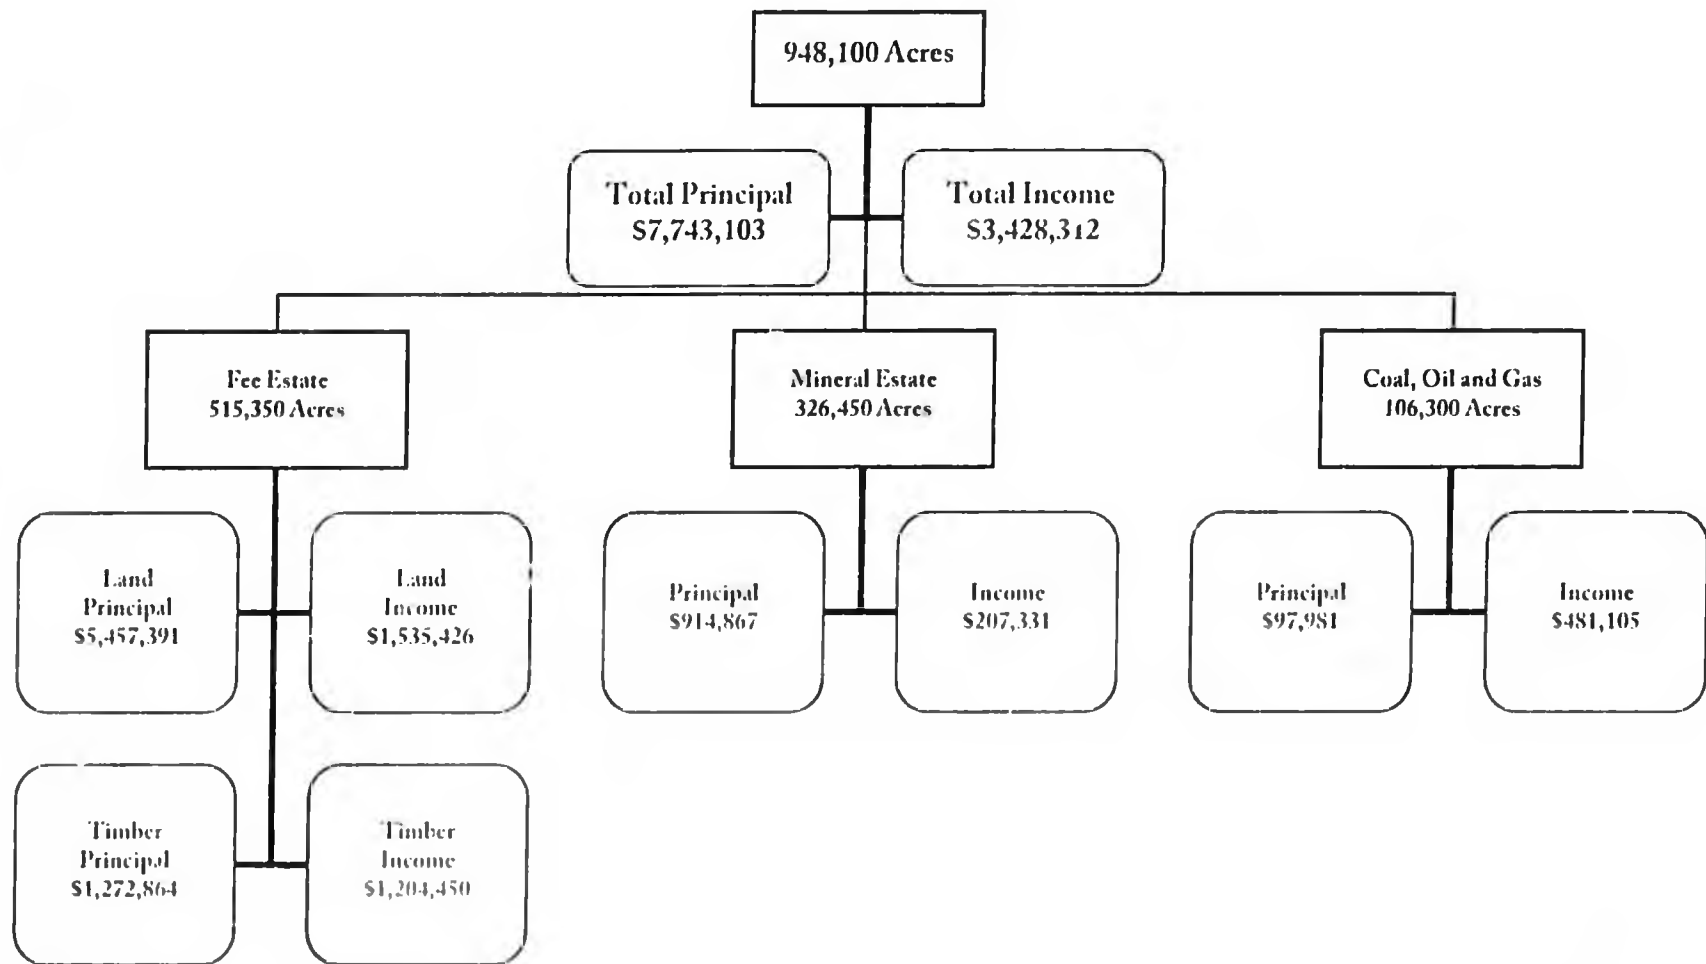 948,100 Acres
Total Principal
$7,743,103
Total Income
$3,428,312
Fee Estate
515,350 Acres
Mineral Estate
326,450 Acres
Coal, Oil and Gas
106,300 Acres
Land
Principal
$5,457,391
Land
Income
$1,535,426
Principal
$914,867
Income
$207,331
Principal
$97,981
Income
$481,105
Timber
Principal
$1,272,864
Timber
Income
$1,204,450